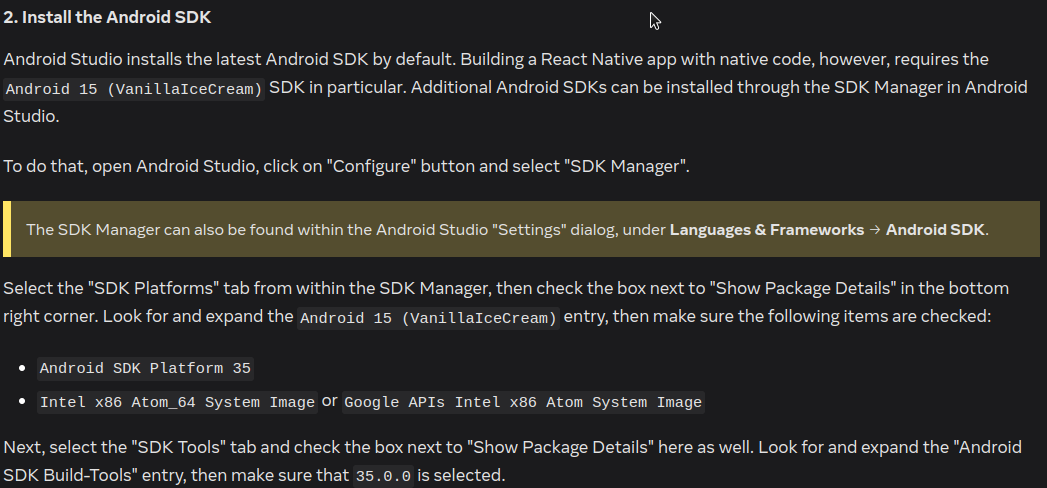 2. Install the Android SDK
Android Studio installs the latest Android SDK by default. Building a React Native app with native code, however, requires the
Android 15 (VanillaIceCream) SDK in particular. Additional Android SDKs can be installed through the SDK Manager in Android
Studio.
To do that, open Android Studio, click on "Configure" button and select "SDK Manager".
The SDK Manager can also be found within the Android Studio "Settings" dialog, under Languages & Frameworks → Android SDK.
Select the "SDK Platforms" tab from within the SDK Manager, then check the box next to "Show Package Details" in the bottom
right corner. Look for and expand the Android 15 (VanillaIceCream) entry, then make sure the following items are checked:
• Android SDK Platform 35
• Intel x86 Atom_64 System Image or Google APIs Intel x86 Atom System Image
Next, select the "SDK Tools" tab and check the box next to "Show Package Details" here as well. Look for and expand the "Android
SDK Build-Tools" entry, then make sure that 35.0.0 is selected.